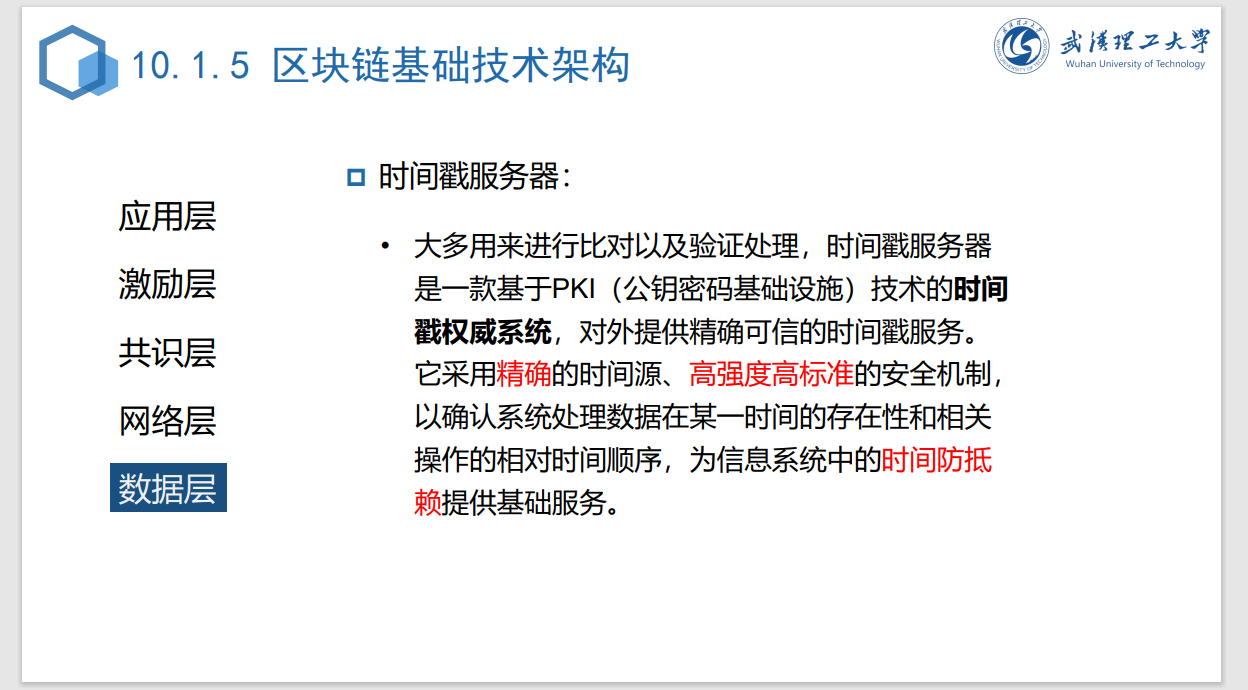 10.1.5 区块链基础技术架构
武汉理工大学
Wuhan University of Technology
应用层
激励层
共识层
网络层
数据层
时间戳服务器：
• 大多用来进行比对以及验证处理，时间戳服务器
是一款基于PKI（公钥密码基础设施）技术的时间
戳权威系统，对外提供精确可信的时间戳服务。
它采用精确的时间源、高强度高标准的安全机制，
以确认系统处理数据在某一时间的存在性和相关
操作的相对时间顺序，为信息系统中的时间防抵
赖提供基础服务。